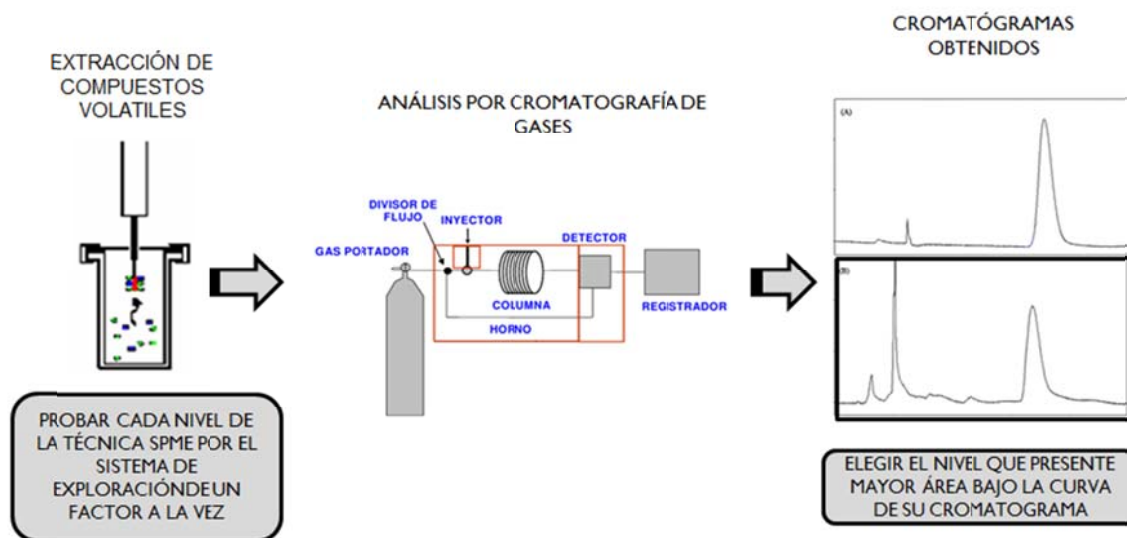 EXTRACCIÓN DE
COMPUESTOS
VOLATILES
PROBAR CADA NIVEL DE
LA TÉCNICA SPME POR EL
SISTEMA DE
EXPLORACIÓNDEUN
FACTOR A LA VEZ
ANÁLISIS POR CROMATOGRAFÍA DE
GASES
DIVISOR DE
FLUJO
INYECTOR
GAS PORTADOR
DETECTOR
COLUMNA
REGISTRADOR
HORNO
CROMATÓGRAMAS
OBTENIDOS
(A)
(B)
ELEGIR EL NIVEL QUE PRESENTE
MAYOR ÁREA BAJO LA CURVA
DE SU CROMATOGRAMA